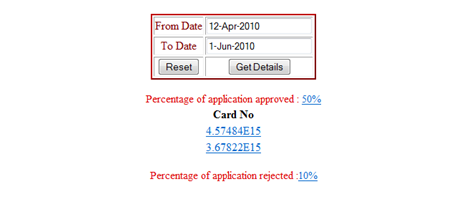 From Date 12-Apr-2010
To Date 1-Jun-2010
Reset Get Details
Percentage of application approved : 50%
Card No
4.57484E15
3.67822E15
Percentage of application rejected :10%